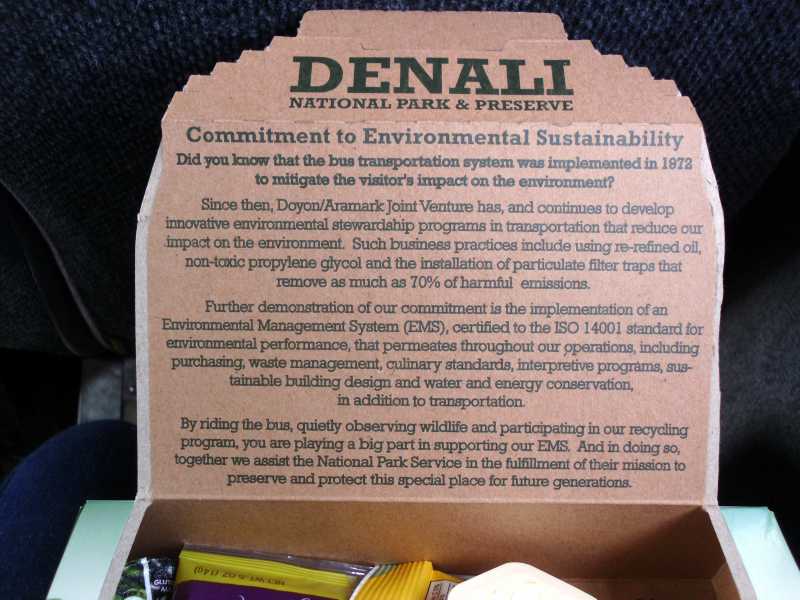 DENALI
NATIONAL PARK & PRESERVE
Commitment to Environmental Sustainability
Did you know that the bus transportation system was implemented in 1972
to mitigate the visitor's impact on the environment?
Since then, Doyon/Aramark Joint Venture has, and continues to develop
innovative environmental stewardship programs in transportation that reduce our
impact on the environment. Such business practices include using re-refined oil,
non-toxic propylene glycol and the installation of particulate filter traps that
remove as much as 70% of harmful emissions.
Further demonstration of our commitment is the implementation of an
Environmental Management System (EMS), certified to the ISO 14001 standard for
environmental performance, that permeates throughout our operations, including
purchasing, waste management, culinary standards, interpretive programs, sus-
tainable building design and water and energy conservation,
in addition to transportation.
By riding the bus, quietly observing wildlife and participating in our recycling
program, you are playing a big part in supporting our EMS. And in doing so,
together we assist the National Park Service in the fulfillment of their mission to
preserve and protect this special place for future generations.
NET WT .5 OZ (14g)